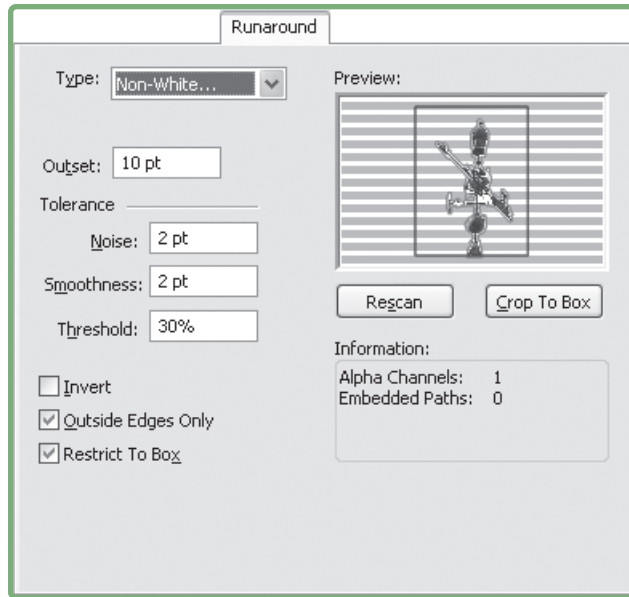 Runaround
Type: Non-White...
Outset: 10 pt
Tolerance
Noise: 2 pt
Smoothness: 2 pt
Threshold: 30%
Invert
Outside Edges Only
Restrict To Box
Preview:
Rescan Crop To Box
Information:
Alpha Channels: 1
Embedded Paths: 0